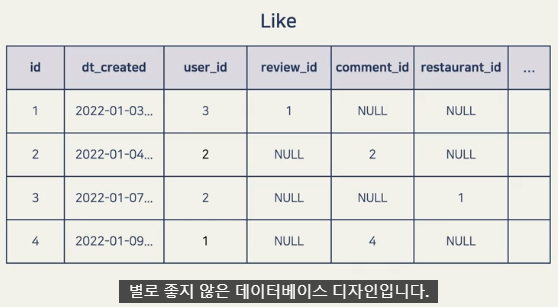 Like
id dt_created user_id review_id comment_id restaurant_id ...
1 2022-01-03... 3 1 NULL NULL
2 2022-01-04... 2 NULL 2 NULL
3 2022-01-07... 2 NULL NULL 1
4 2022-01-09... 1 NULL 4 NULL
별로 좋지 않은 데이터베이스 디자인입니다.